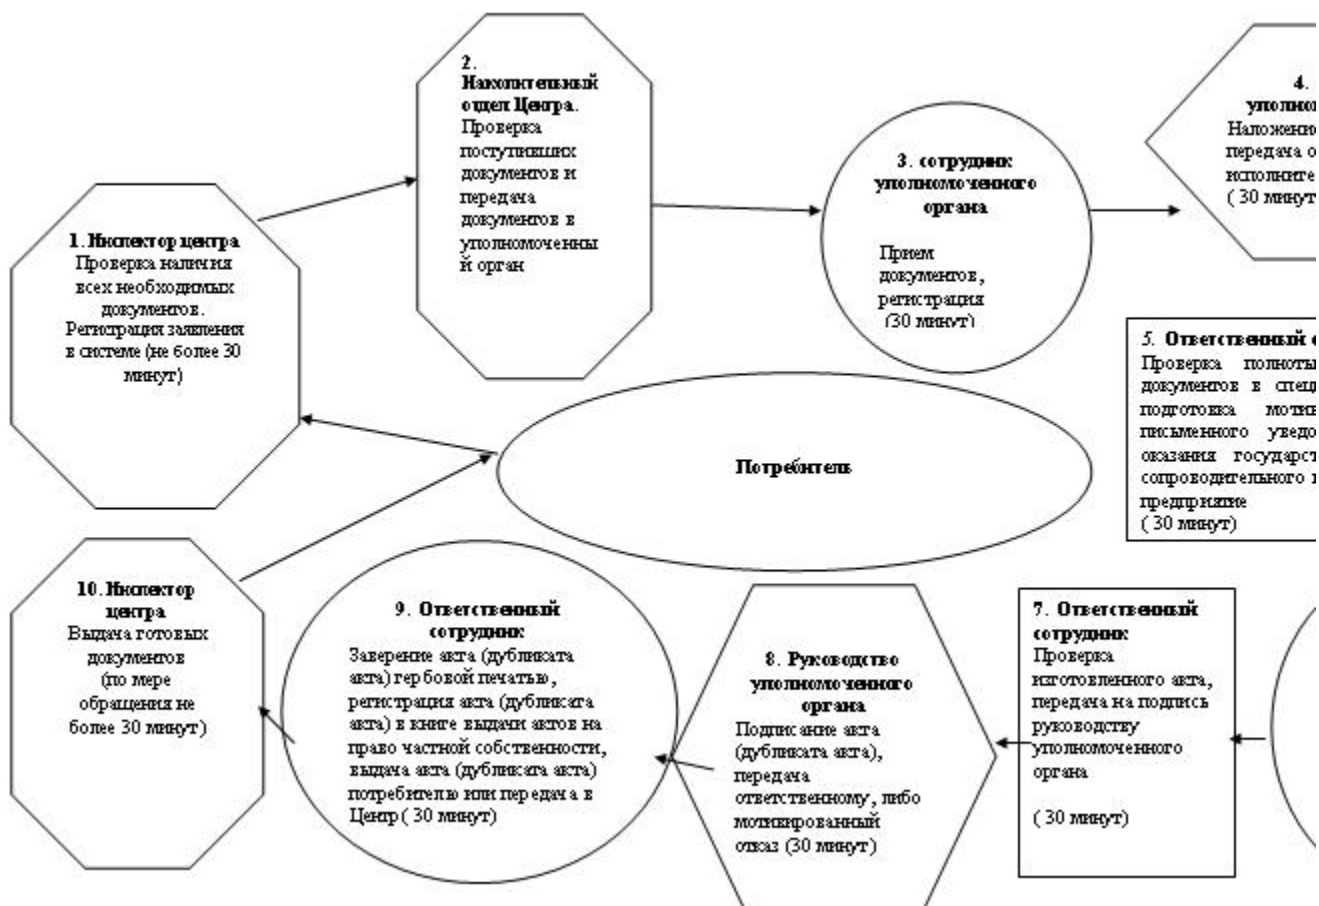 1. Инспектор центра
Проверка наличия
всех необходимых
документов.
Регистрация заявления
в системе (не более 30
минут)
2.
Накопительный
отдел Центра.
Проверка
поступивших
документов и
передача
документов в
уполномоченны
й орган
3. сотрудник
уполномоченного
органа
Прием
документов,
регистрация
(30 минут)
4.
Наложение
передача
( 30 минут
5. Ответственный
Проверка полноты
документов в
подготовка
письменного
оказания
сопроводительного
предприятие
( 30 минут)
Потребитель
7. Ответственный
сотрудник
Проверка
изготовленного акта,
передача на подпись
руководству
уполномоченного
органа
( 30 минут)
8. Руководство
уполномоченного
органа
Подписание акта
(дубликата акта),
передача
ответственному, либо
мотивированный
отказ (30 минут)
9. Ответственный
сотрудник
Заверение акта (дубликата
акта) гербовой печатью,
регистрация акта (дубликата
акта) в книге выдачи актов на
право частной собственности,
выдача акта (дубликата акта)
потребителю или передача в
Центр ( 30 минут)
10. Инспектор
центра
Выдача готовых
документов
(по мере
обращения не
более 30 минут)